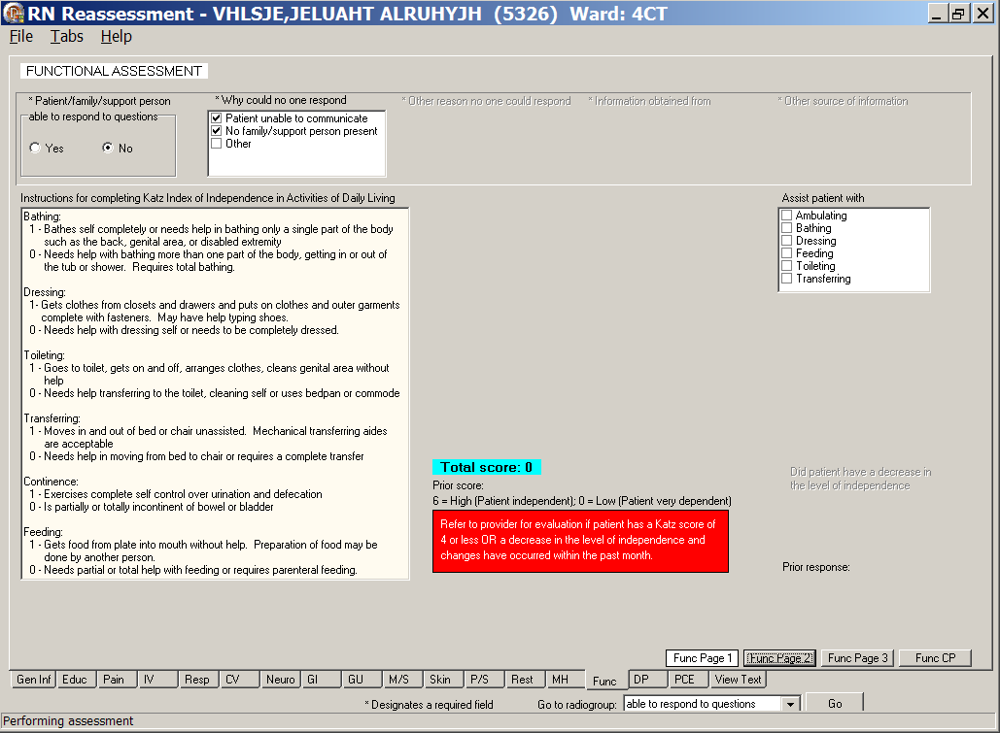 RN Reassessment - VHLSJE,JELUAHT ALRUHYJH (5326) Ward: 4CT
File Tabs Help
FUNCTIONAL ASSESSMENT
* Patient/family/support person
able to respond to questions
Yes No
* Why could no one respond
Patient unable to communicate
No family/support person present
Other
* Other reason no one could respond
* Information obtained from
* Other source of information
Instructions for completing Katz Index of Independence in Activities of Daily Living
Bathing:
1 - Bathes self completely or needs help in bathing only a single part of the body
such as the back, genital area, or disabled extremity
0 - Needs help with bathing more than one part of the body, getting in or out of
the tub or shower. Requires total bathing.
Dressing:
1- Gets clothes from closets and drawers and puts on clothes and outer garments
complete with fasteners. May have help typing shoes.
0 - Needs help with dressing self or needs to be completely dressed.
Toileting:
1 - Goes to toilet, gets on and off, arranges clothes, cleans genital area without
help
0 - Needs help transferring to the toilet, cleaning self or uses bedpan or commode
Transferring:
1 - Moves in and out of bed or chair unassisted. Mechanical transferring aides
are acceptable
0 - Needs help in moving from bed to chair or requires a complete transfer
Continence:
1 - Exercises complete self control over urination and defecation
0 - Is partially or totally incontinent of bowel or bladder
Feeding:
1 - Gets food from plate into mouth without help. Preparation of food may be
done by another person.
0 - Needs partial or total help with feeding or requires parenteral feeding.
Assist patient with
Ambulating
Bathing
Dressing
Feeding
Toileting
Transferring
Total score: 0
Prior score:
6 = High (Patient independent); 0 = Low (Patient very dependent)
Refer to provider for evaluation if patient has a Katz score of
4 or less OR a decrease in the level of independence and
changes have occurred within the past month.
Did patient have a decrease in
the level of independence
Prior response:
Func Page 1 Func Page 2 Func Page 3 Func CP
Gen Inf Educ Pain IV Resp CV Neuro GI GU M/S Skin P/S Rest MH Func DP PCE View Text
* Designates a required field
Go to radiogroup: able to respond to questions Go
Performing assessment